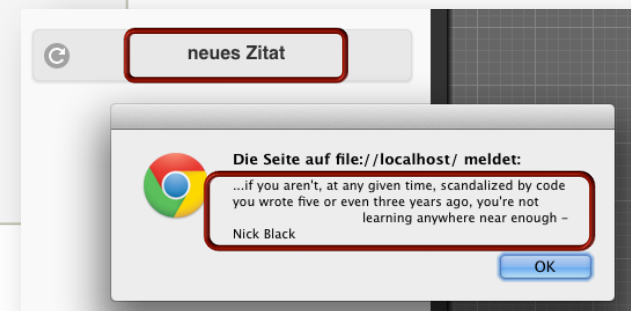 neues Zitat
Die Seite auf file://localhost/ meldet:
...if you aren't, at any given time, scandalized by code
you wrote five or even three years ago, you're not
learning anywhere near enough –
Nick Black
OK